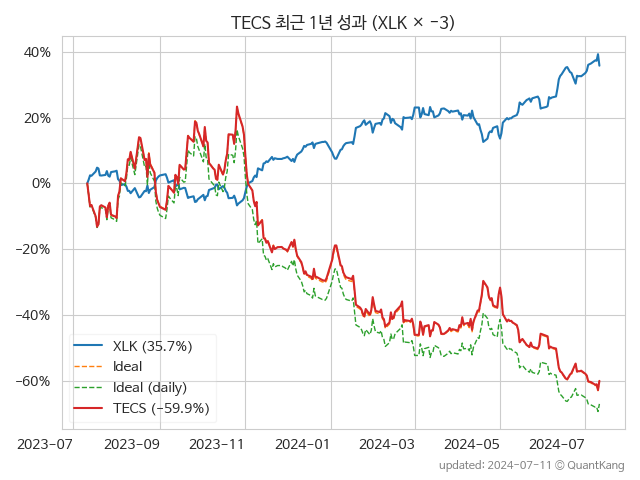 TECS 최근 1년 성과 (XLK × −3)
40%
20%
0%
−20%
−40%
−60%
XLK (35.7%)
Ideal
Ideal (daily)
TECS (−59.9%)
2023-07
2023-09
2023-11
2024-01
2024-03
2024-05
2024-07
updated: 2024-07-11 © QuantKang